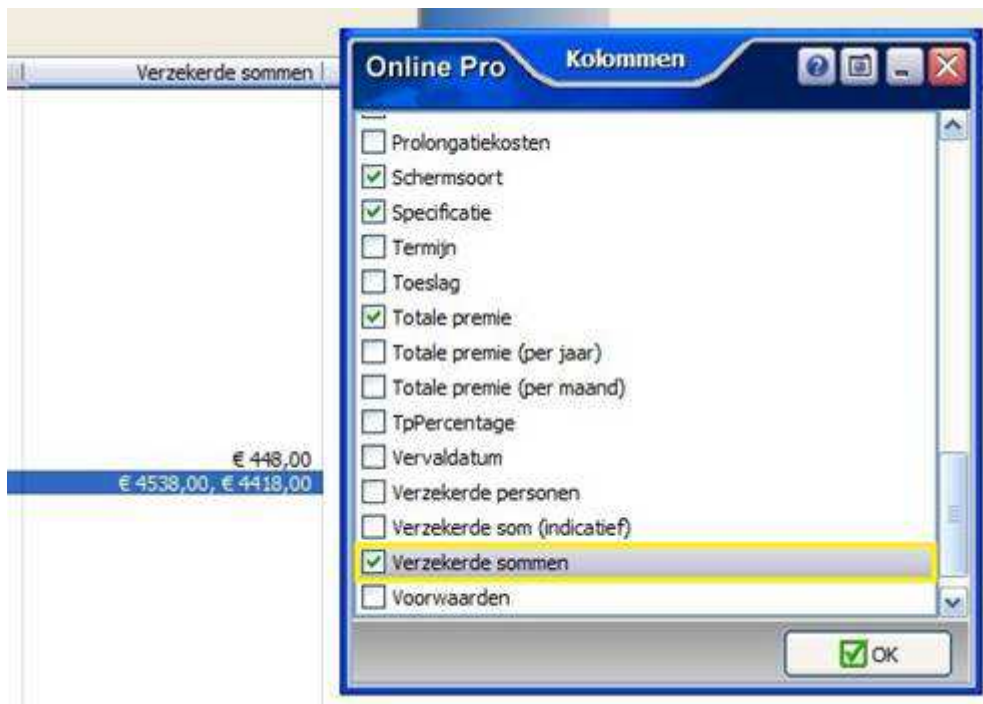 Verzekerde sommen
€ 448,00
€ 4538,00, € 4418,00
Online Pro
Kolommen
Prolongatiekosten
Schermsoort
Specificatie
Termijn
Toeslag
Totale premie
Totale premie (per jaar)
Totale premie (per maand)
TpPercentage
Vervaldatum
Verzekerde personen
Verzekerde som (indicatief)
Verzekerde sommen
Voorwaarden
OK